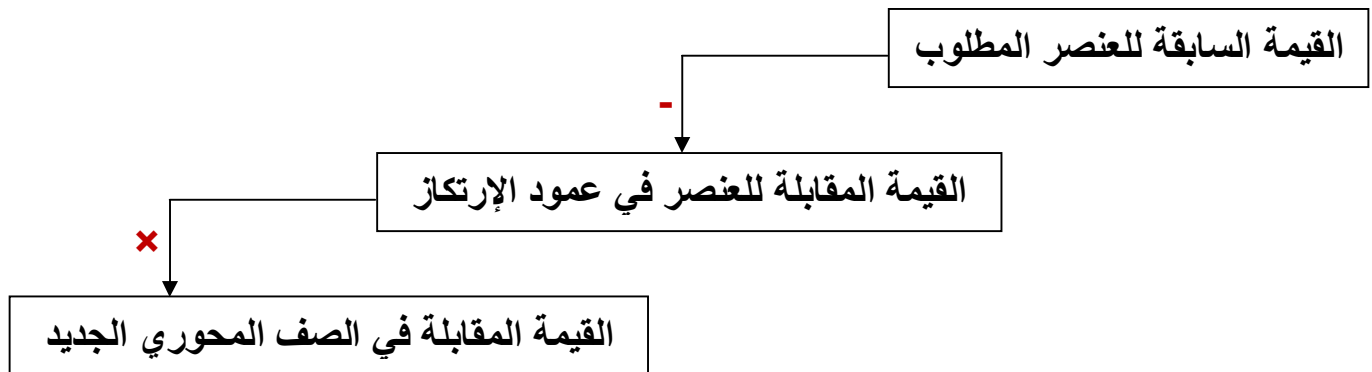 القيمة السابقة للعنصر المطلوب
-
القيمة المقابلة للعنصر في عمود الإرتكاز
×
القيمة المقابلة في الصف المحوري الجديد